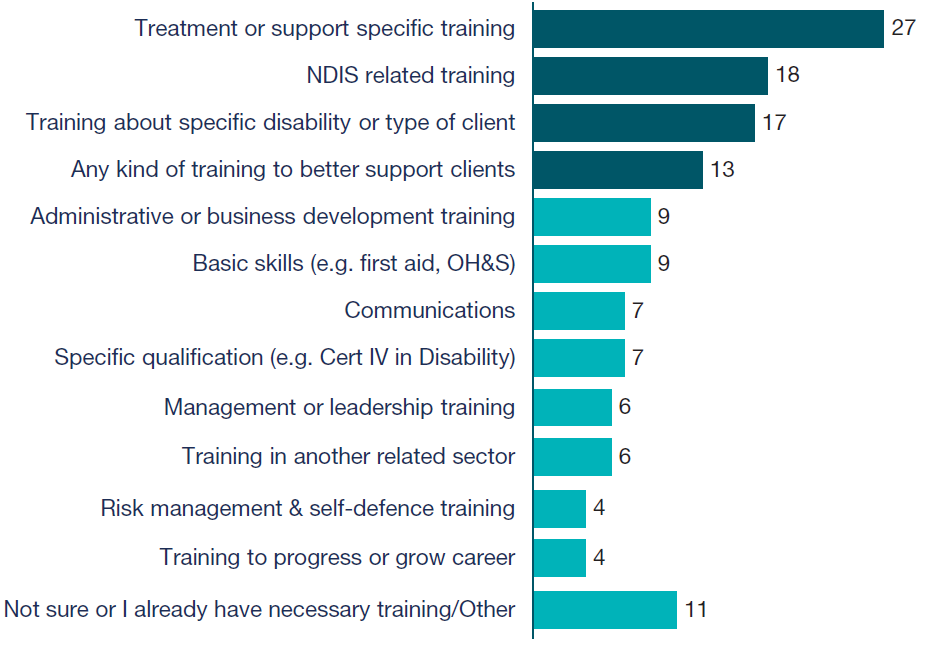 Treatment or support specific training 27
NDIS related training 18
Training about specific disability or type of client 17
Any kind of training to better support clients 13
Administrative or business development training 9
Basic skills (e.g. first aid, OH&S) 9
Communications 7
Specific qualification (e.g. Cert IV in Disability) 7
Management or leadership training 6
Training in another related sector 6
Risk management & self-defence training 4
Training to progress or grow career 4
Not sure or I already have necessary training/Other 11